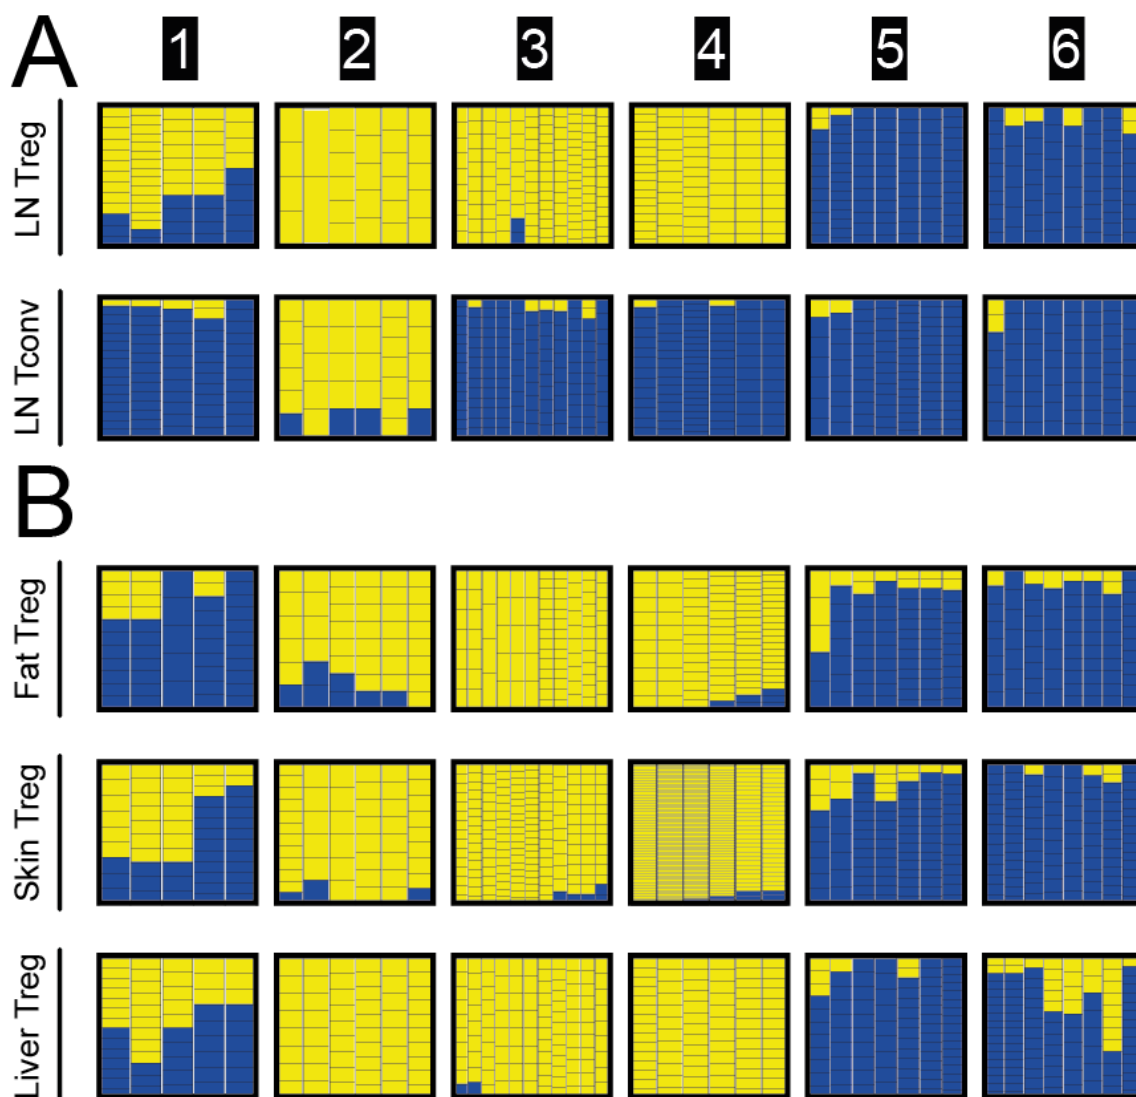 A 1 2 3 4 5 6
LN Treg
LN Tconv
B
Fat Treg
Skin Treg
Liver Treg